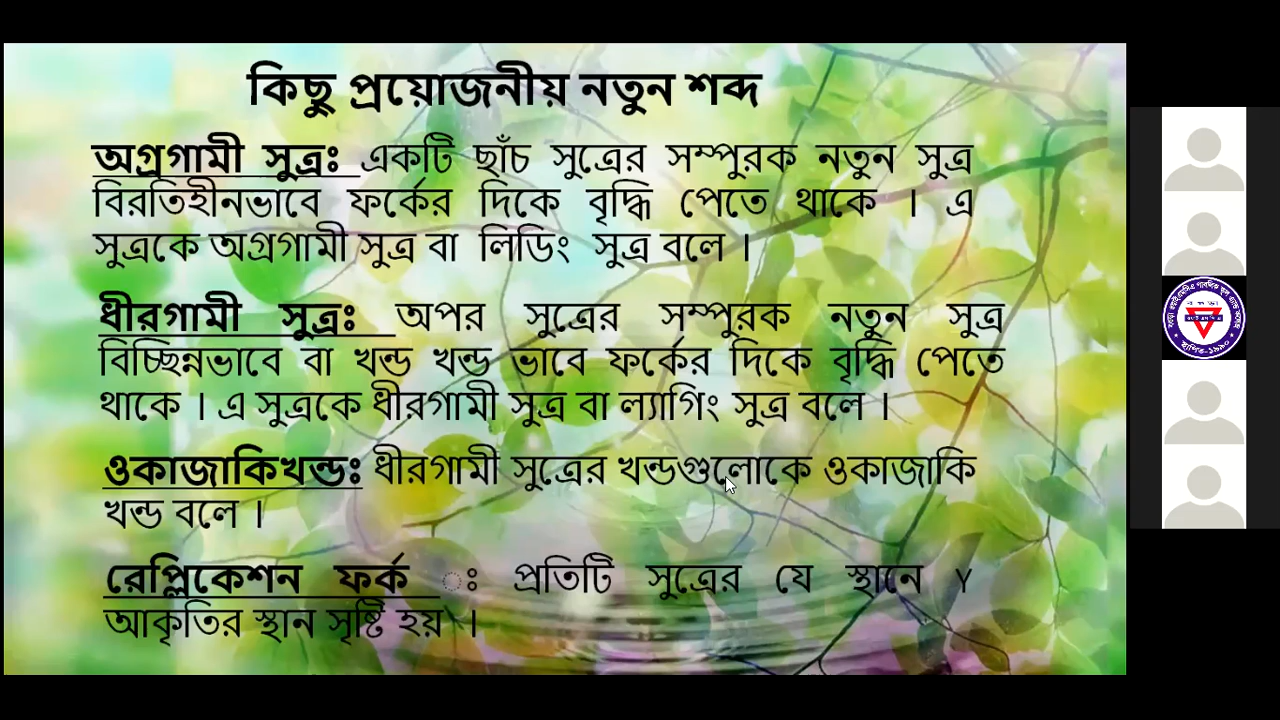 কিছু প্রয়োজনীয় নতুন শব্দ
অগ্রগামী সুত্রঃ একটি ছাঁচ সুত্রের সম্পুরক নতুন সুত্র
বিরতিহীনভাবে ফর্কের দিকে বৃদ্ধি পেতে থাকে । এ
সুত্রকে অগ্রগামী সুত্র বা লিডিং সুত্র বলে ।
ধীরগামী সুত্রঃ অপর সুত্রের সম্পুরক নতুন সুত্র
বিচ্ছিন্নভাবে বা খন্ড খন্ড ভাবে ফর্কের দিকে বৃদ্ধি পেতে
থাকে । এ সুত্রকে ধীরগামী সুত্র বা ল্যাগিং সুত্র বলে ।
ওকাজাকিখন্ডঃ ধীরগামী সুত্রের খন্ডগুলোকে ওকাজাকি
খন্ড বলে ।
রেপ্লিকেশন ফর্ক ঃ প্রতিটি সুত্রের যে স্থানে Y
আকৃতির স্থান সৃষ্টি হয় ।
স্থাপিত-১৯৯০